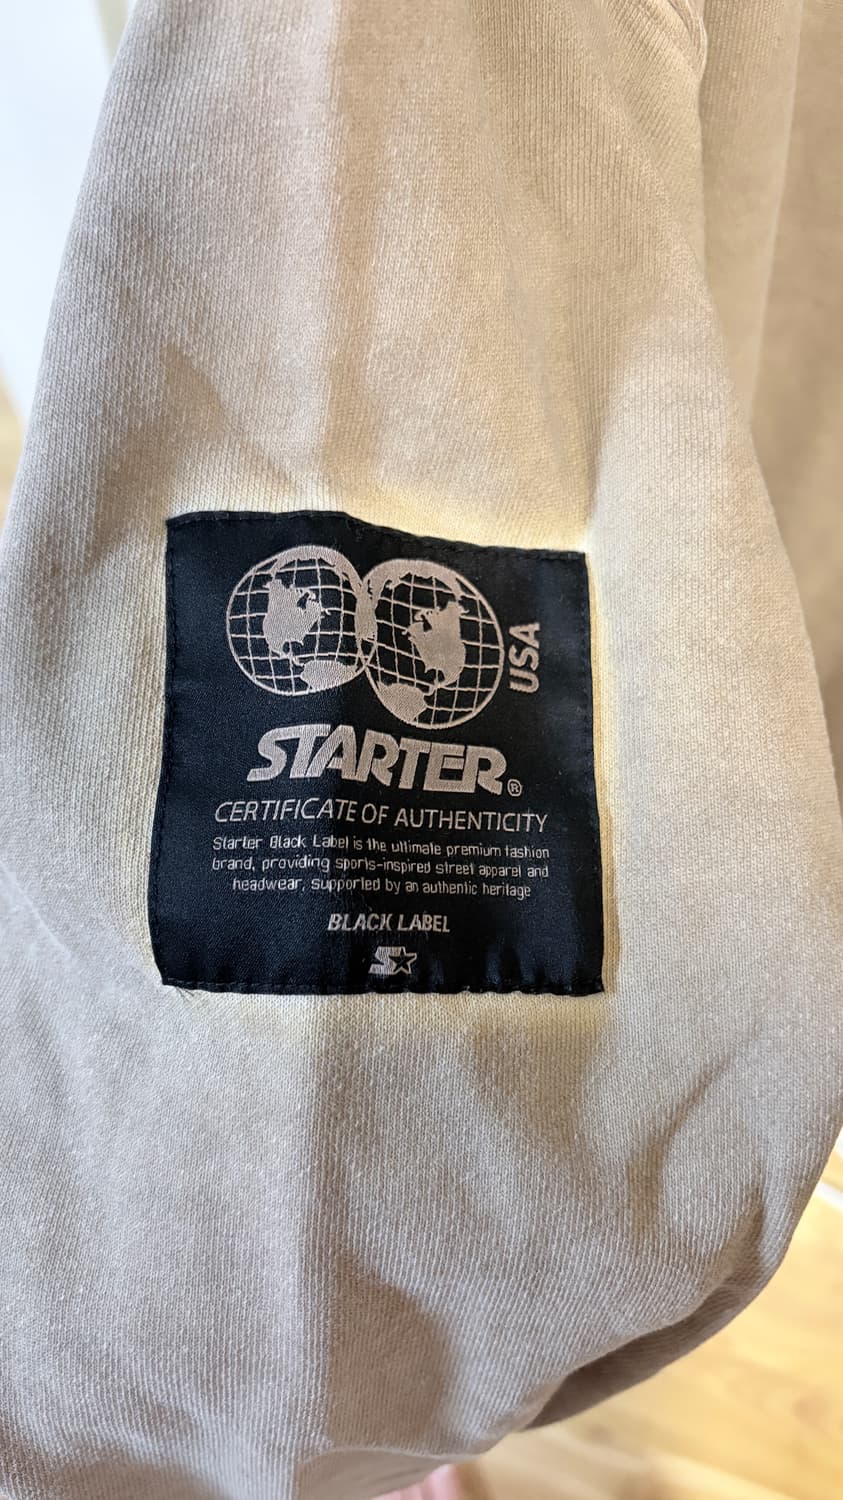 USA
STARTER®
CERTIFICATE OF AUTHENTICITY
Starter Black Label is the ultimate premium fashion
brand, providing sports-inspired street apparel and
headwear, supported by an authentic heritage
BLACK LABEL
S